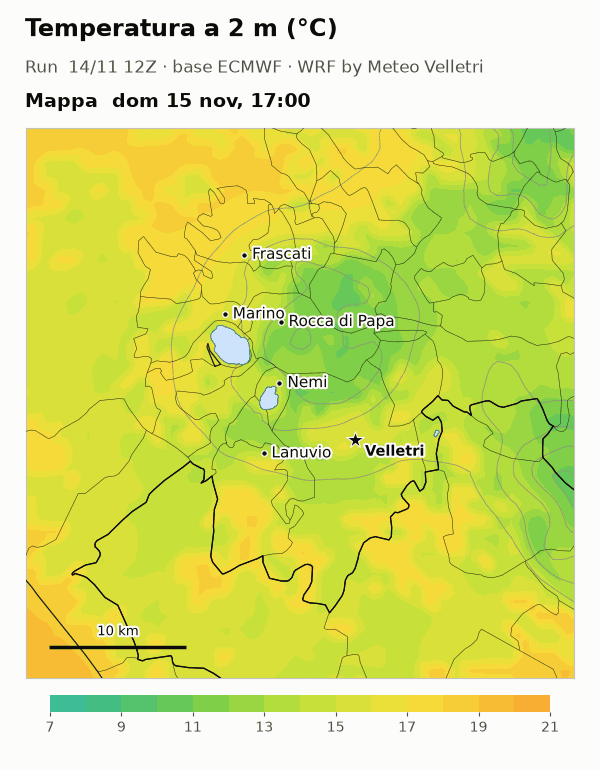 Temperatura a 2 m (°C)
Run  14/11 12Z · base ECMWF · WRF by Meteo Velletri
Mappa  dom 15 nov, 17:00
Frascati
Marino
Rocca di Papa
Nemi
Velletri
Lanuvio
10 km
7 9 11 13 15 17 19 21